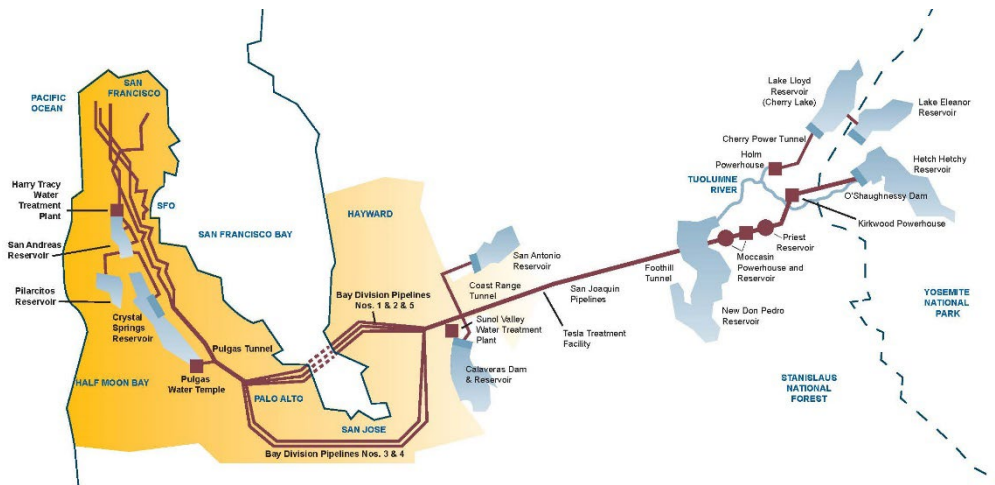 SAN
FRANCISCO
PACIFIC
OCEAN
Harry Tracy
Water
Treatment
Plant
SFO
San Andreas
Reservoir
SAN FRANCISCO BAY
Pilarcitos
Reservoir
Crystal
Springs
Reservoir
Pulgas Tunnel
HALF MOON BAY
Pulgas
Water Temple
PALO ALTO
SAN JOSE
Bay Division Pipelines
Nos. 1 & 2 & 5
Bay Division Pipelines Nos. 3 & 4
HAYWARD
San Antonio
Reservoir
Coast Range
Tunnel
Sunol Valley
Water Treatment
Plant
Calaveras Dam
& Reservoir
San Joaquin
Pipelines
Tesla Treatment
Facility
Foothill
Tunnel
New Don Pedro
Reservoir
Moccasin
Powerhouse and
Reservoir
Priest
Reservoir
TUOLUMNE
RIVER
Holm
Powerhouse
Cherry Power Tunnel
Lake Lloyd
Reservoir
(Cherry Lake)
Lake Eleanor
Reservoir
Hetch Hetchy
Reservoir
O'Shaughnessy Dam
Kirkwood Powerhouse
YOSEMITE
NATIONAL
PARK
STANISLAUS
NATIONAL
FOREST